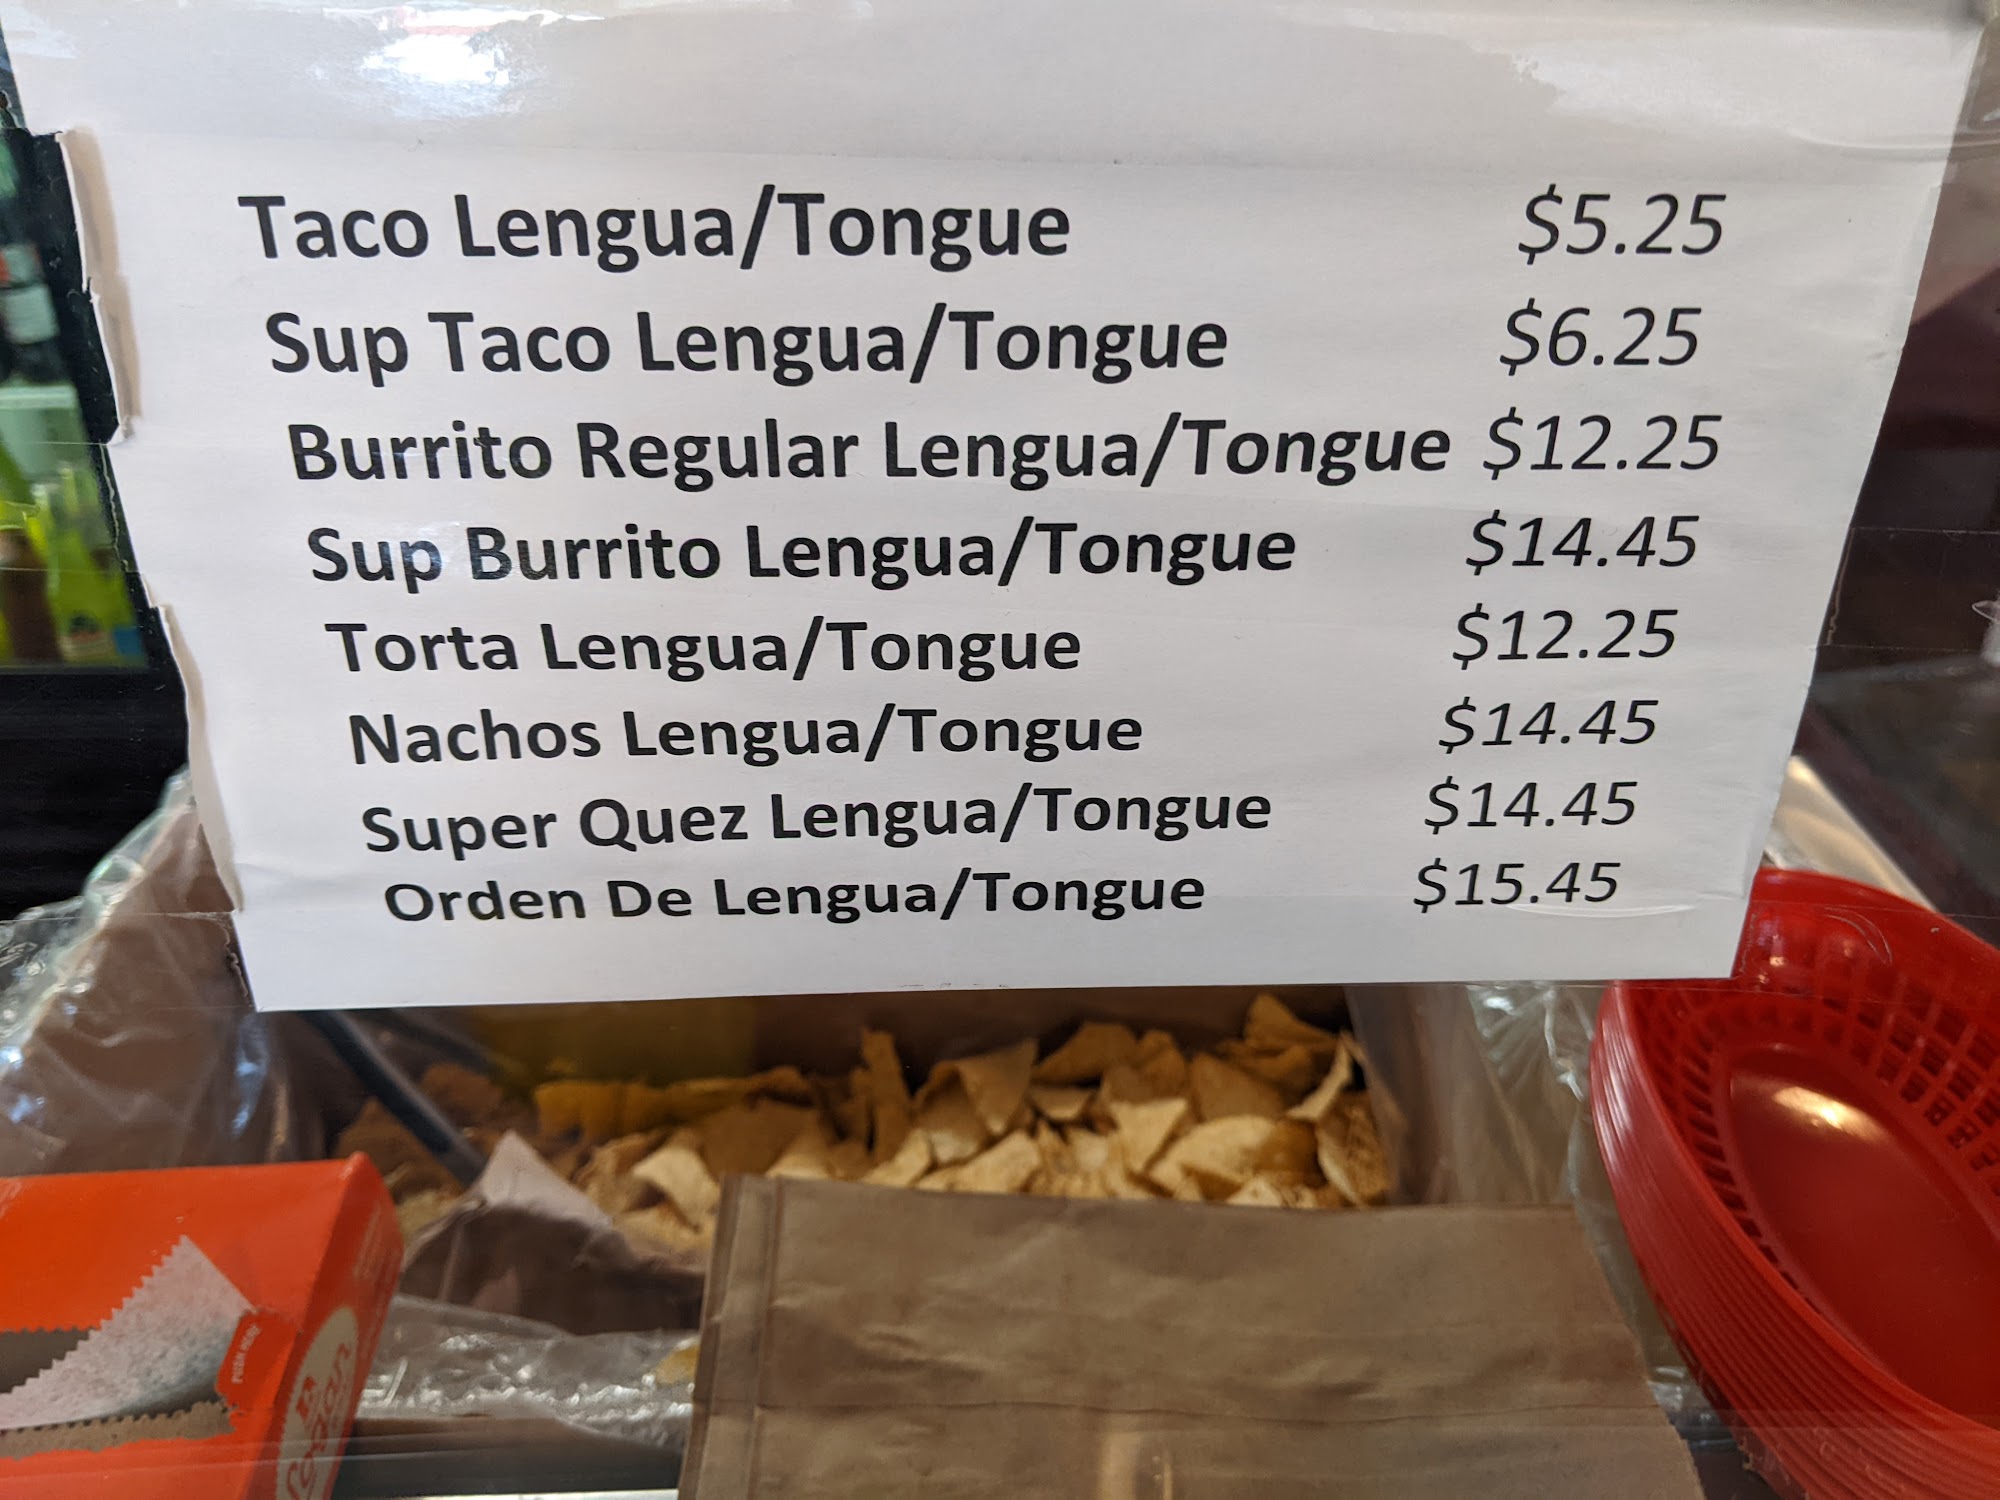 Taco Lengua/Tongue $5.25
Sup Taco Lengua/Tongue $6.25
Burrito Regular Lengua/Tongue $12.25
Sup Burrito Lengua/Tongue $14.45
Torta Lengua/Tongue $12.25
Nachos Lengua/Tongue $14.45
Super Quez Lengua/Tongue $14.45
Orden De Lengua/Tongue $15.45